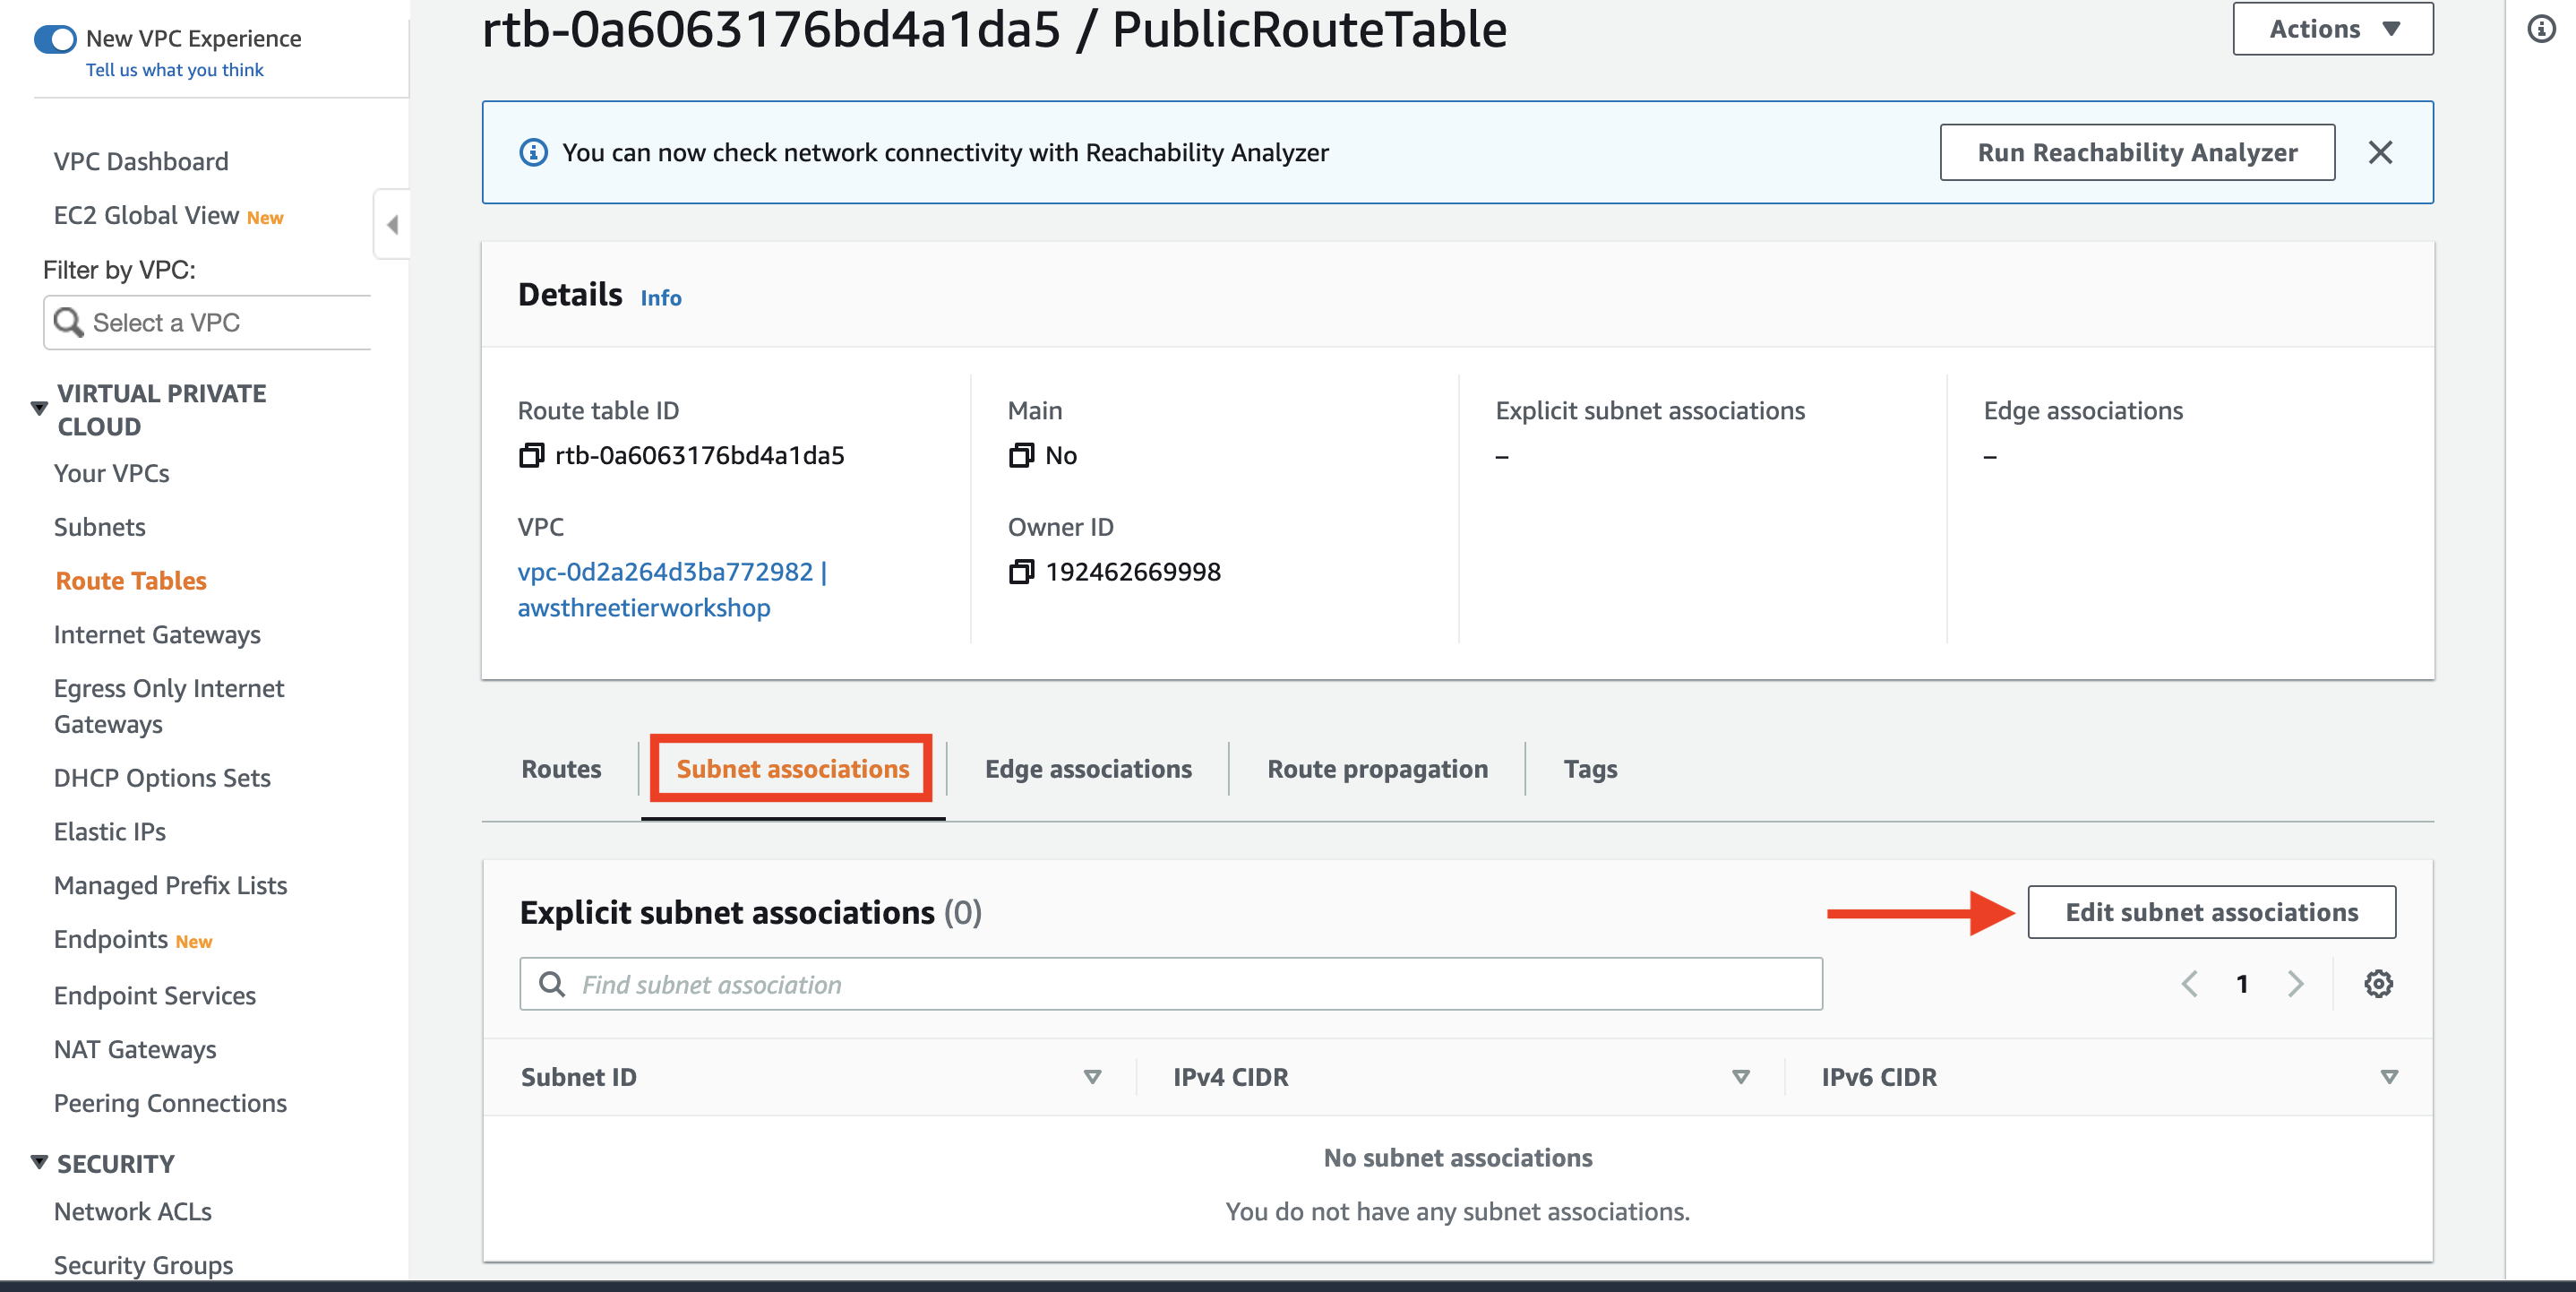 New VPC Experience
Tell us what you think
VPC Dashboard
EC2 Global View New
Filter by VPC:
Select a VPC
VIRTUAL PRIVATE
CLOUD
Your VPCs
Subnets
Route Tables
Internet Gateways
Egress Only Internet
Gateways
DHCP Options Sets
Elastic IPs
Managed Prefix Lists
Endpoints New
Endpoint Services
NAT Gateways
Peering Connections
SECURITY
Network ACLs
Security Groups
rtb-0a6063176bd4a1da5 / PublicRouteTable
Actions
You can now check network connectivity with Reachability Analyzer
Run Reachability Analyzer
Details Info
Route table ID
rtb-0a6063176bd4a1da5
Main
No
Explicit subnet associations
–
Edge associations
–
VPC
vpc-0d2a264d3ba772982 |
awsthreetierworkshop
Owner ID
192462669998
Routes
Subnet associations
Edge associations
Route propagation
Tags
Explicit subnet associations (0)
Edit subnet associations
Find subnet association
1
Subnet ID
IPv4 CIDR
IPv6 CIDR
No subnet associations
You do not have any subnet associations.